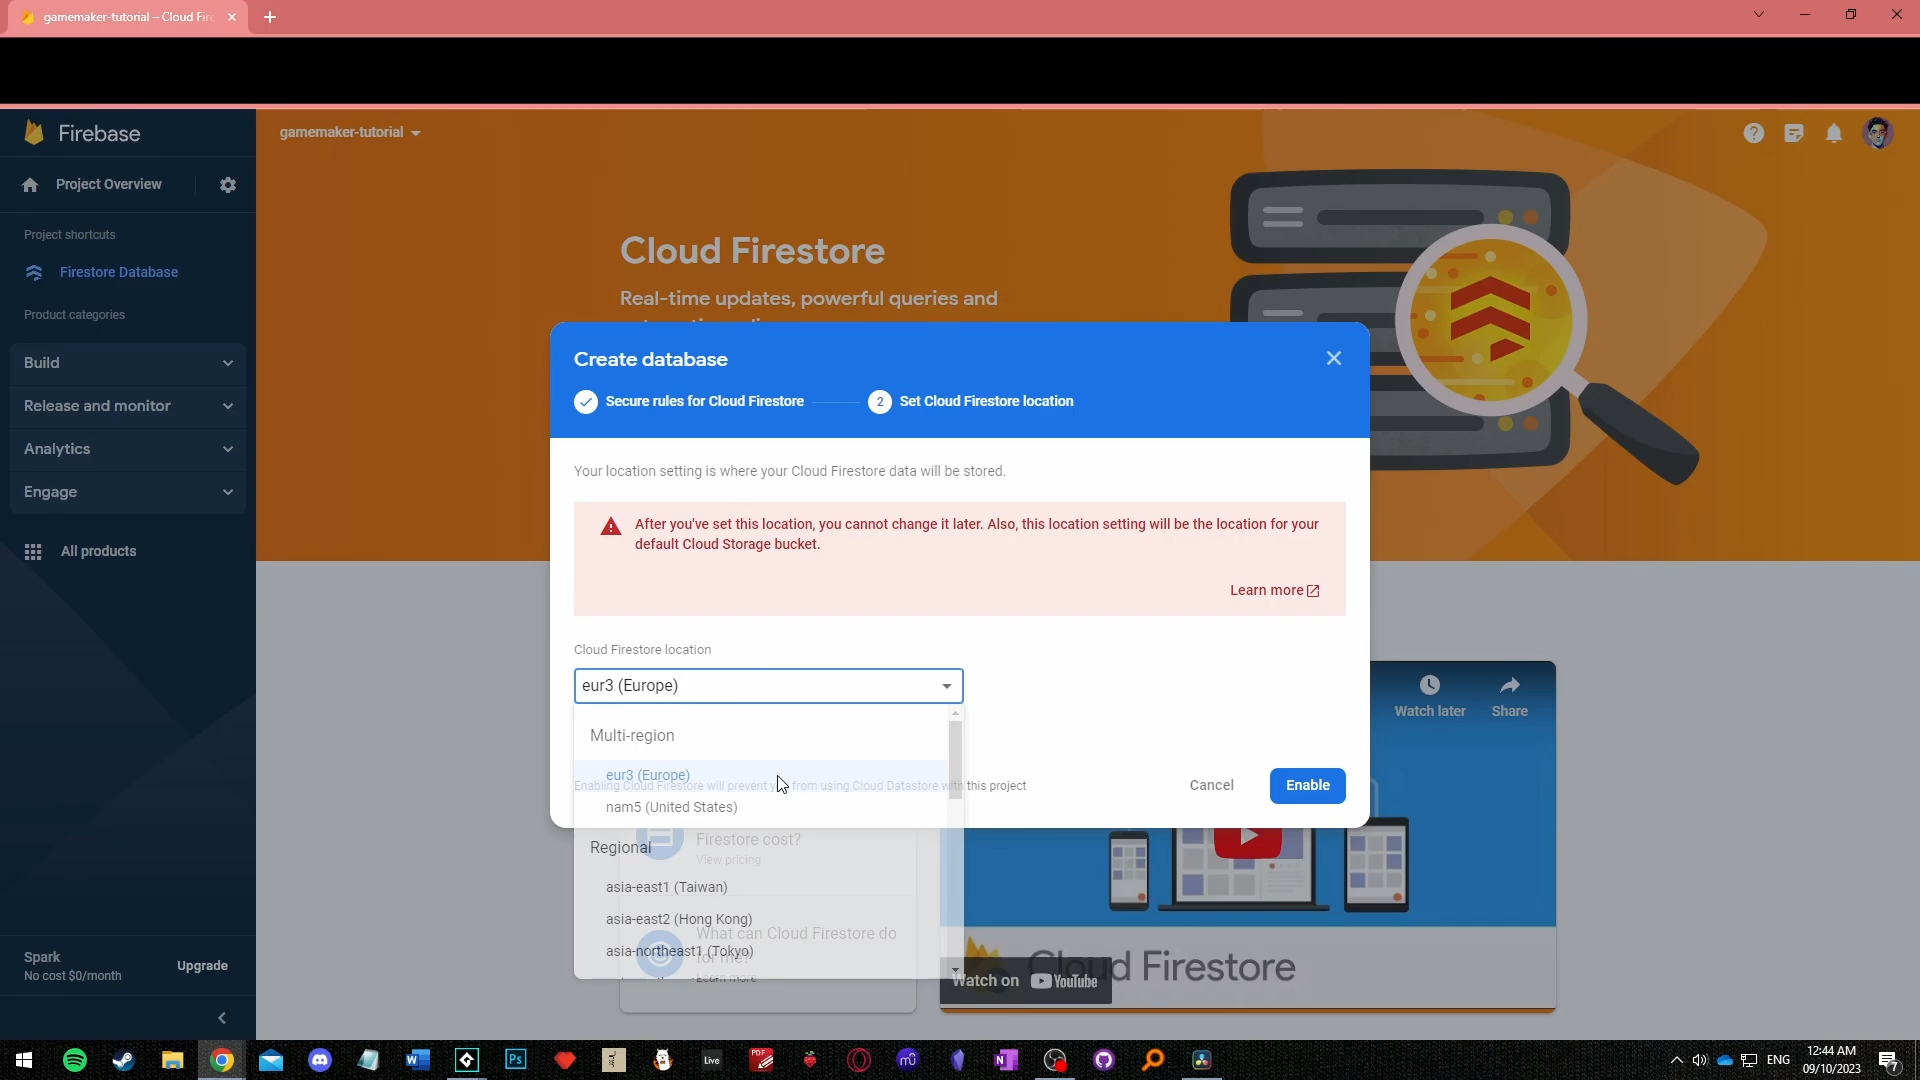 gamemaker-tutorial – Cloud Fire
Firebase
gamemaker-tutorial
Project Overview
Project shortcuts
Firestore Database
Product categories
Build
Release and monitor
Analytics
Engage
All products
Spark
No cost $0/month
Upgrade
Cloud Firestore
Real-time updates, powerful queries and
Create database
Secure rules for Cloud Firestore
2
Set Cloud Firestore location
Your location setting is where your Cloud Firestore data will be stored.
After you've set this location, you cannot change it later. Also, this location setting will be the location for your
default Cloud Storage bucket.
Learn more
Cloud Firestore location
eur3 (Europe)
Multi-region
eur3 (Europe)
Enabling Cloud Firestore will prevent you from using Cloud Datastore with this project
nam5 (United States)
Regional
asia-east1 (Taiwan)
asia-east2 (Hong Kong)
asia-northeast1 (Tokyo)
Cancel
Enable
Firestore cost?
View pricing
What can Cloud Firestore do
for me?
Learn more
Watch later
Share
Cloud Firestore
Watch on YouTube
W
Ps
Live
PDF
mû
N
ENG
12:44 AM
09/10/2023
7